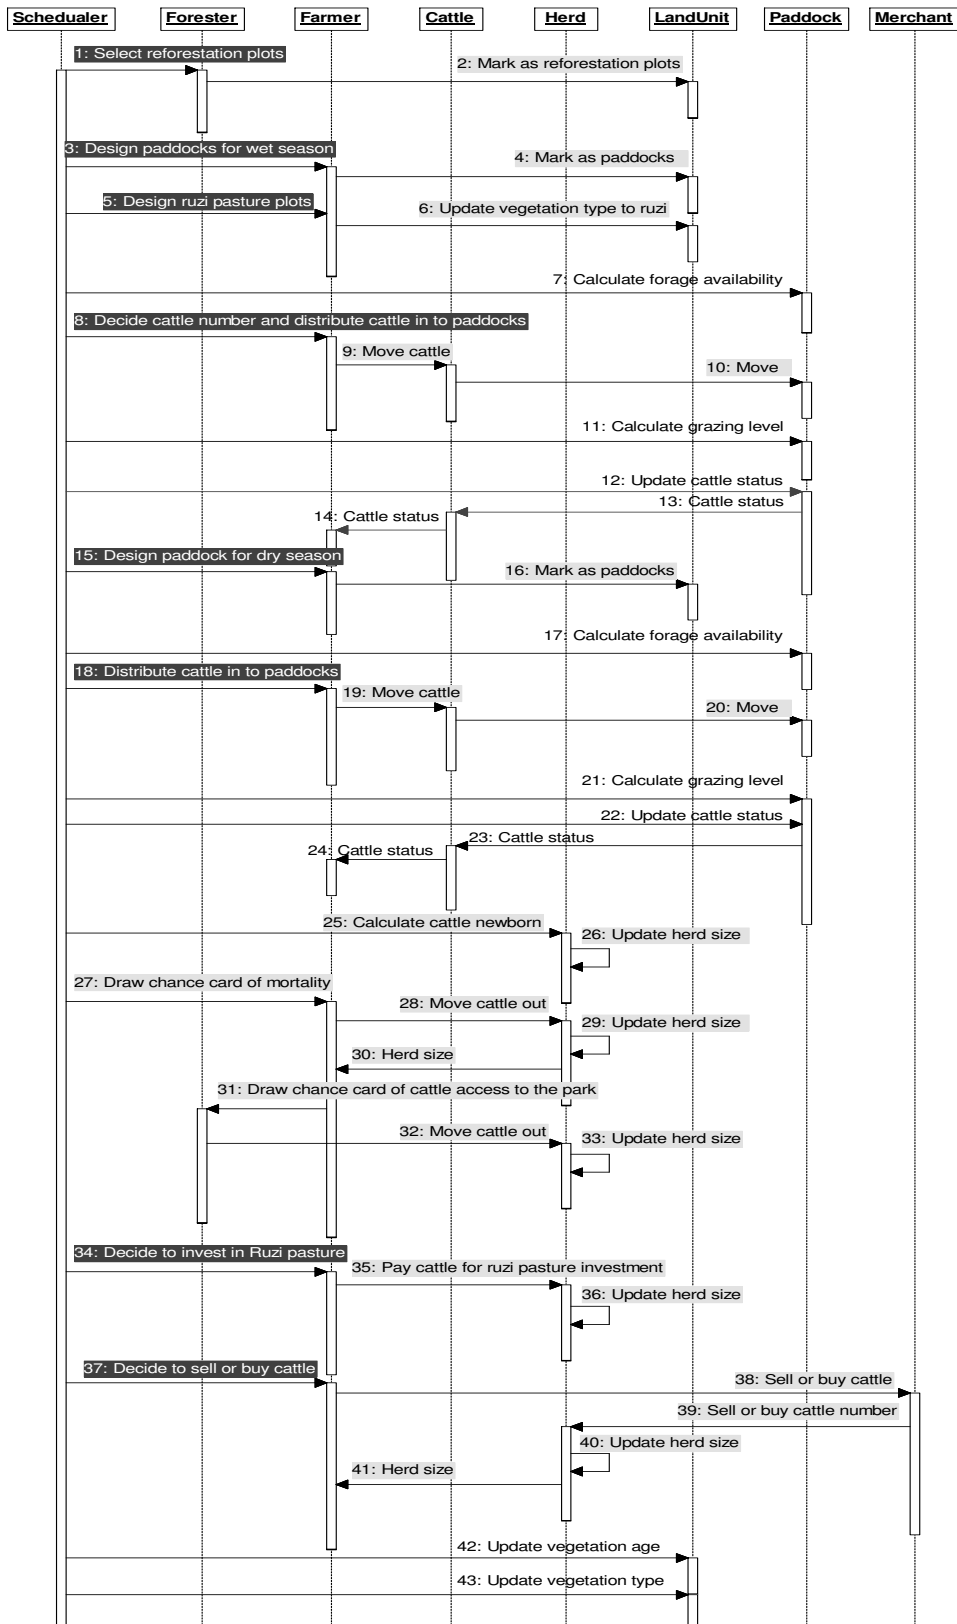 Schedualer Forester Farmer Cattle Herd LandUnit Paddock Merchant
1: Select reforestation plots
2: Mark as reforestation plots
3: Design paddocks for wet season
4: Mark as paddocks
5: Design ruzi pasture plots
6: Update vegetation type to ruzi
7: Calculate forage availability
8: Decide cattle number and distribute cattle in to paddocks
9: Move cattle
10: Move
11: Calculate grazing level
12: Update cattle status
13: Cattle status
14: Cattle status
15: Design paddock for dry season
16: Mark as paddocks
17: Calculate forage availability
18: Distribute cattle in to paddocks
19: Move cattle
20: Move
21: Calculate grazing level
22: Update cattle status
23: Cattle status
24: Cattle status
25: Calculate cattle newborn
26: Update herd size
27: Draw chance card of mortality
28: Move cattle out
29: Update herd size
30: Herd size
31: Draw chance card of cattle access to the park
32: Move cattle out
33: Update herd size
34: Decide to invest in Ruzi pasture
35: Pay cattle for ruzi pasture investment
36: Update herd size
37: Decide to sell or buy cattle
38: Sell or buy cattle
39: Sell or buy cattle number
40: Update herd size
41: Herd size
42: Update vegetation age
43: Update vegetation type